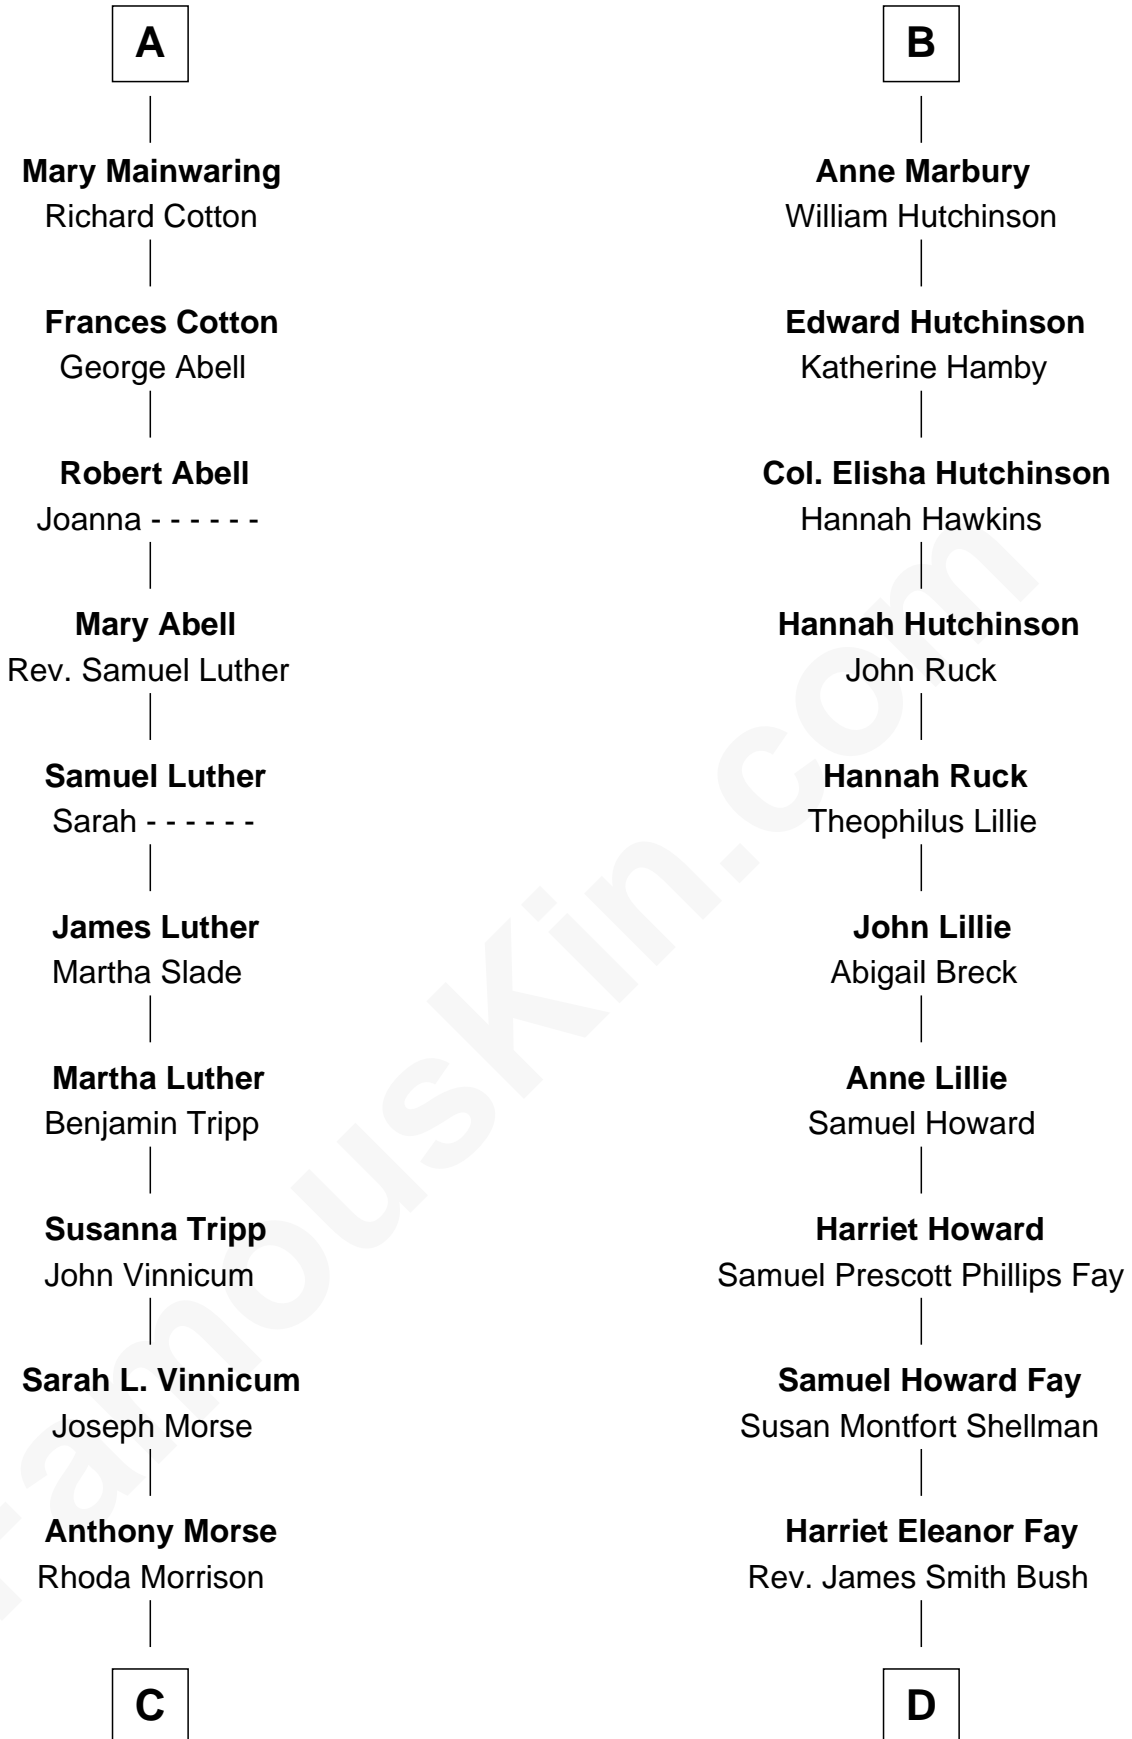 A
Mary Mainwaring
Richard Cotton
Frances Cotton
George Abell
Robert Abell
Joanna - - - - - -
Mary Abell
Rev. Samuel Luther
Samuel Luther
Sarah - - - - - -
James Luther
Martha Slade
Martha Luther
Benjamin Tripp
Susanna Tripp
John Vinnicum
Sarah L. Vinnicum
Joseph Morse
Anthony Morse
Rhoda Morrison
C
B
Anne Marbury
William Hutchinson
Edward Hutchinson
Katherine Hamby
Col. Elisha Hutchinson
Hannah Hawkins
Hannah Hutchinson
John Ruck
Hannah Ruck
Theophilus Lillie
John Lillie
Abigail Breck
Anne Lillie
Samuel Howard
Harriet Howard
Samuel Prescott Phillips Fay
Samuel Howard Fay
Susan Montfort Shellman
Harriet Eleanor Fay
Rev. James Smith Bush
D
FamousKin.com